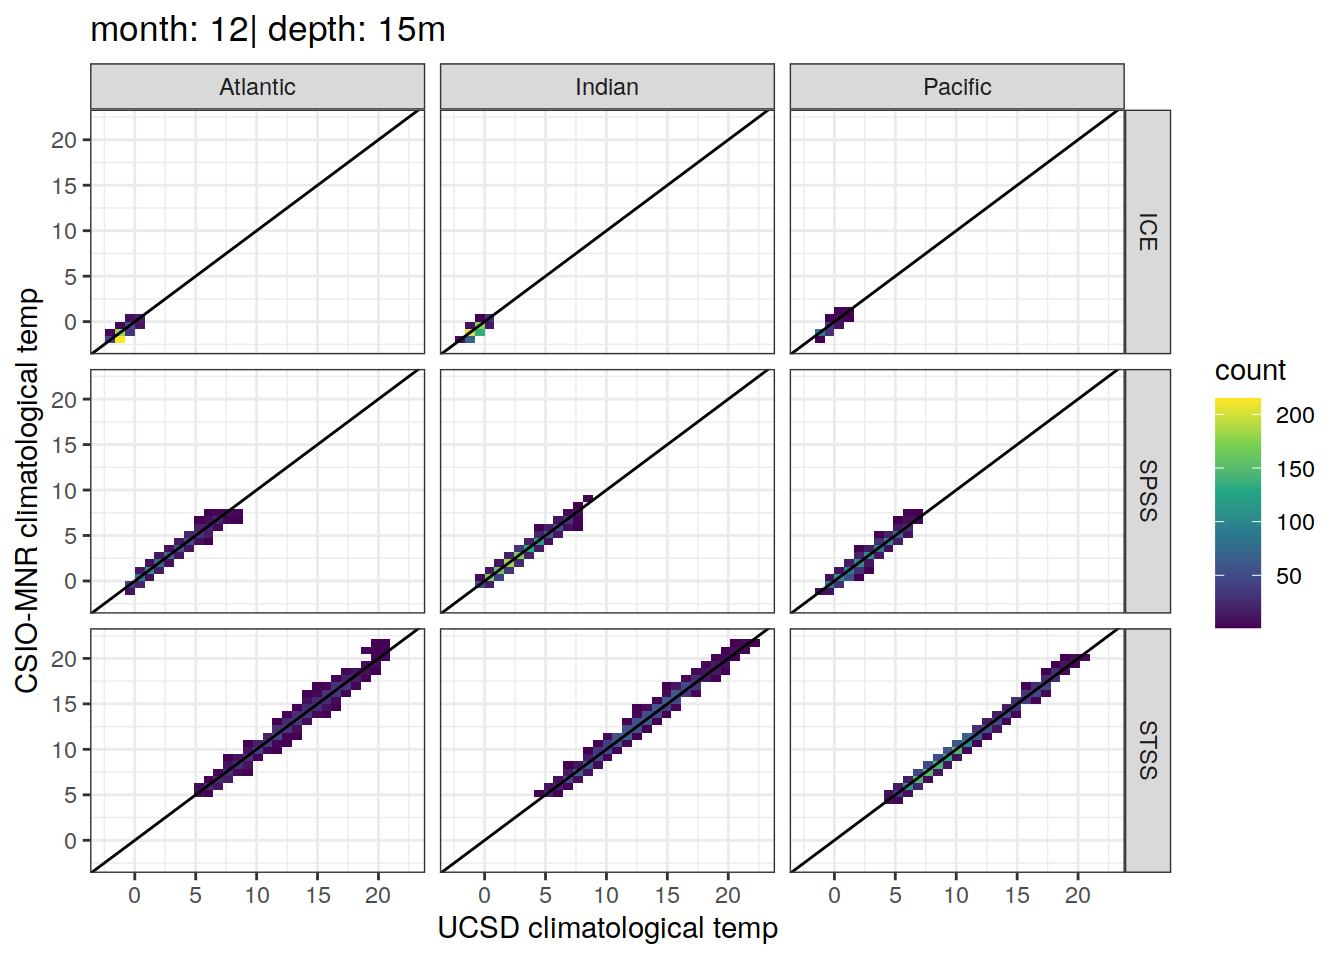 month: 12| depth: 15m
Atlantic
Indian
Pacific
20
15
10
5
0
ICE
20
15
10
5
0
SPSS
20
15
10
5
0
STSS
0 5 10 15 20
0 5 10 15 20
0 5 10 15 20
UCSD climatological temp
CSIO-MNR climatological temp
count
200
150
100
50